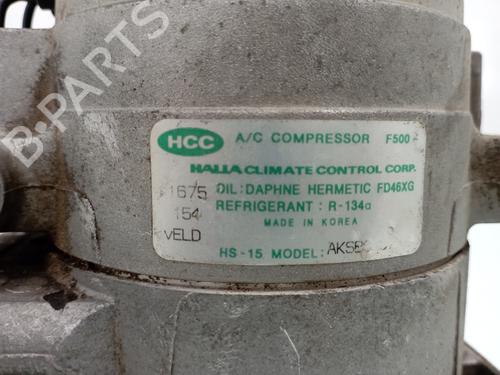 B-PARTS
HCC A/C COMPRESSOR F500
HALLA CLIMATE CONTROL CORP.
1675 OIL: DAPHNE HERMETIC FD46XG
154 REFRIGERANT : R-134a
VELD MADE IN KOREA
HS-15 MODEL: